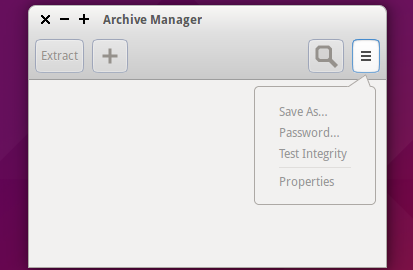 Archive Manager
Extract
Save As...
Password...
Test Integrity
Properties